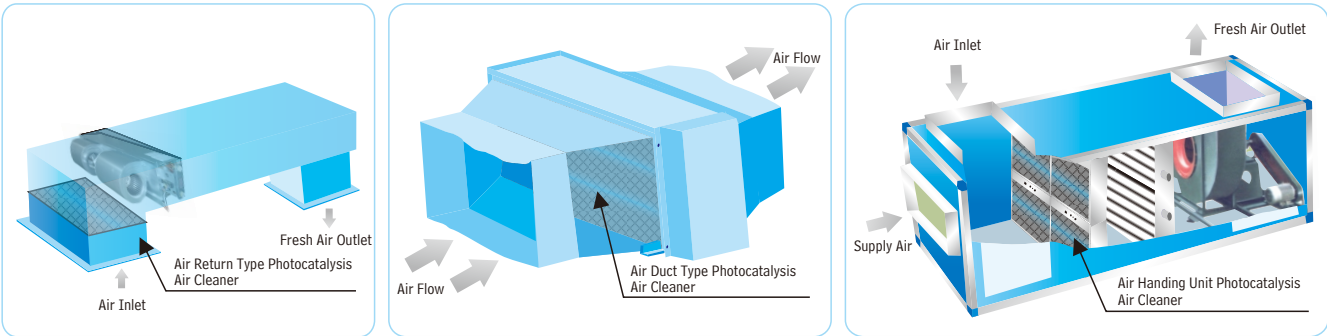 Fresh Air Outlet
Air Return Type Photocatalysis
Air Cleaner
Air Inlet
Air Flow
Air Duct Type Photocatalysis
Air Cleaner
Air Flow
Fresh Air Outlet
Air Inlet
Supply Air
Air Handing Unit Photocatalysis
Air Cleaner